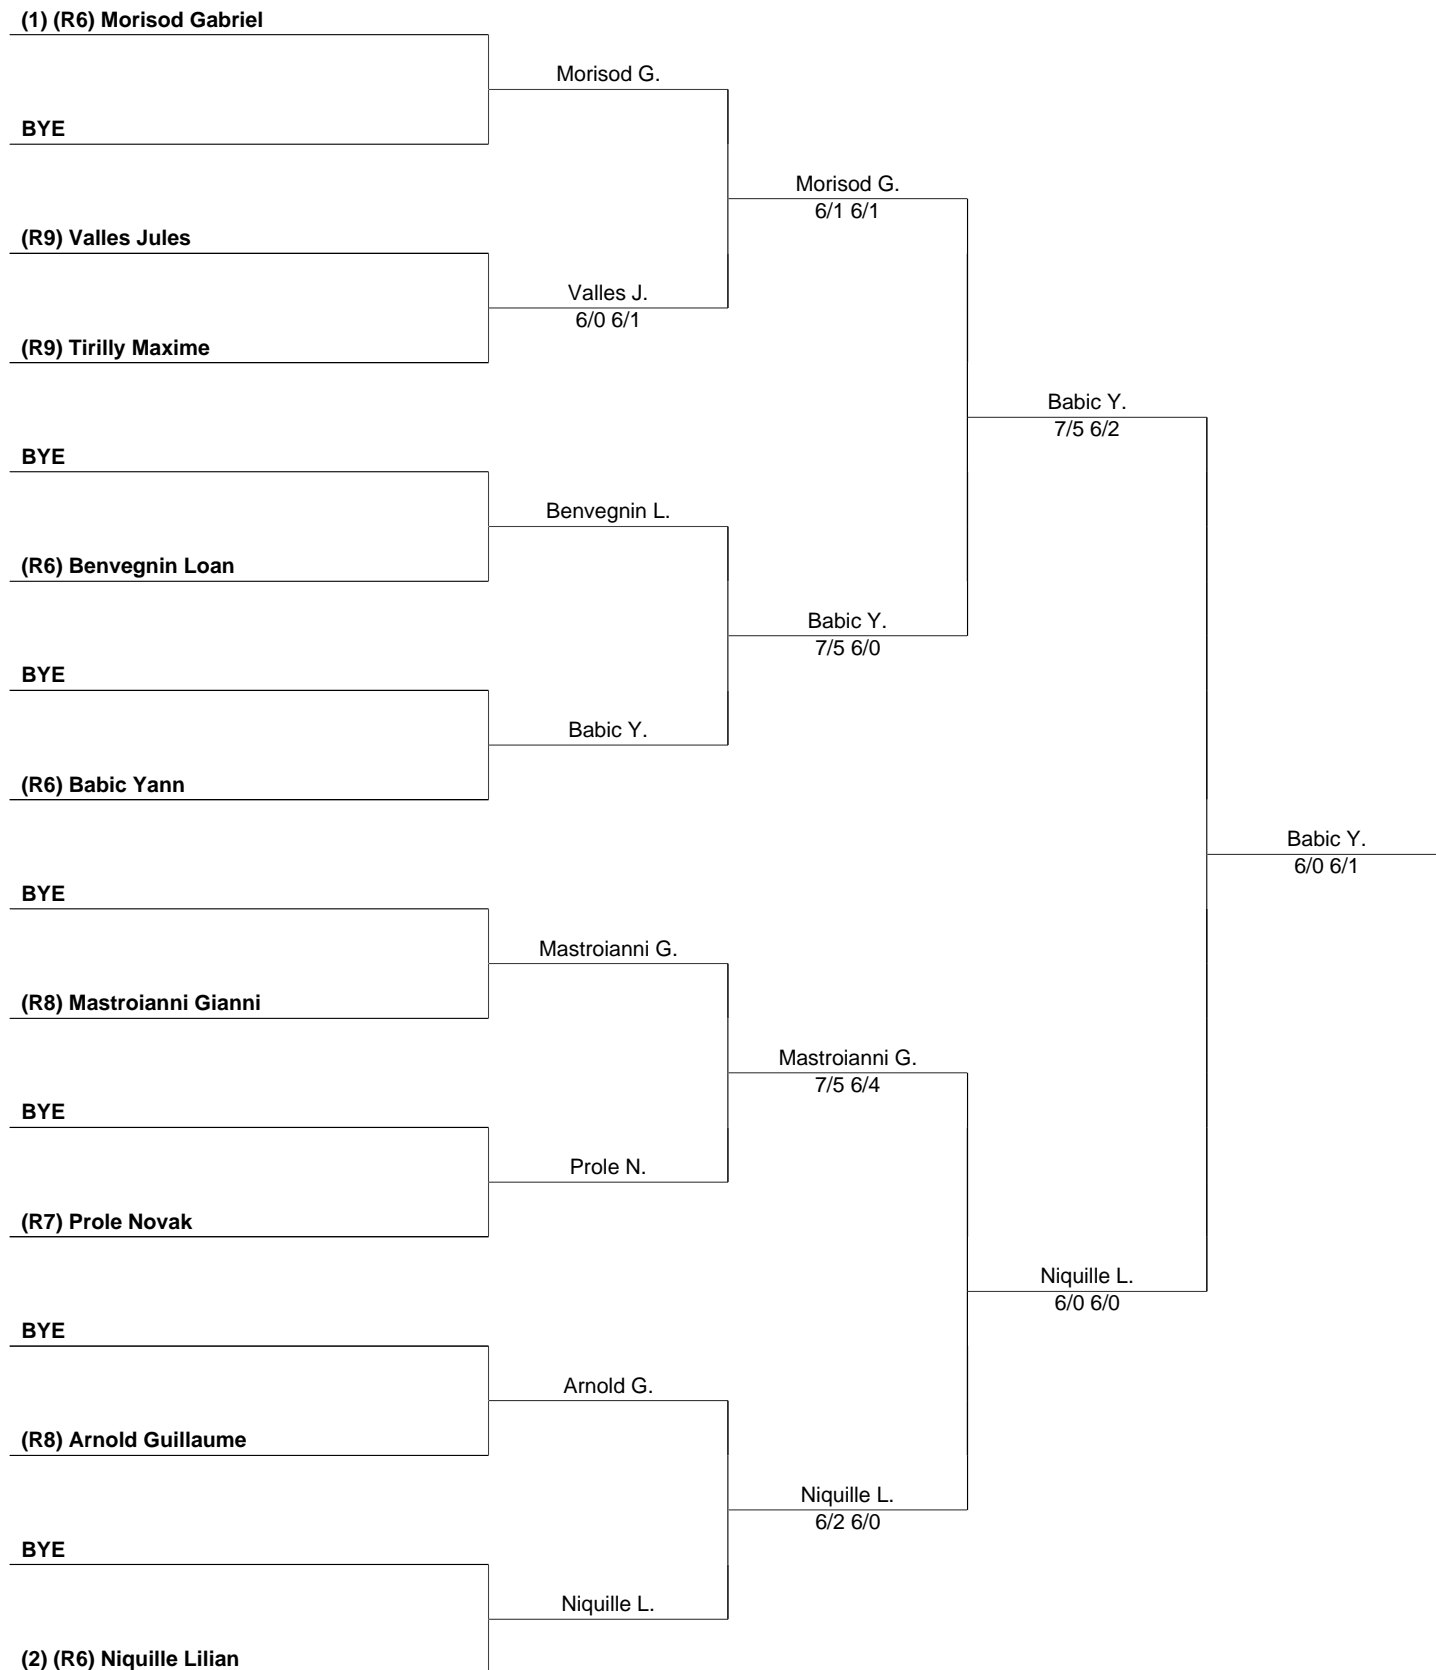 (1) (R6) Morisod Gabriel
Morisod G.
BYE
Morisod G.
6/1 6/1
(R9) Valles Jules
Valles J.
6/0 6/1
(R9) Tirilly Maxime
Babic Y.
7/5 6/2
BYE
Benvegnin L.
(R6) Benvegnin Loan
Babic Y.
7/5 6/0
BYE
Babic Y.
(R6) Babic Yann
Babic Y.
6/0 6/1
BYE
Mastroianni G.
(R8) Mastroianni Gianni
Mastroianni G.
7/5 6/4
BYE
Prole N.
(R7) Prole Novak
Niquille L.
6/0 6/0
BYE
Arnold G.
(R8) Arnold Guillaume
Niquille L.
6/2 6/0
BYE
Niquille L.
(2) (R6) Niquille Lilian